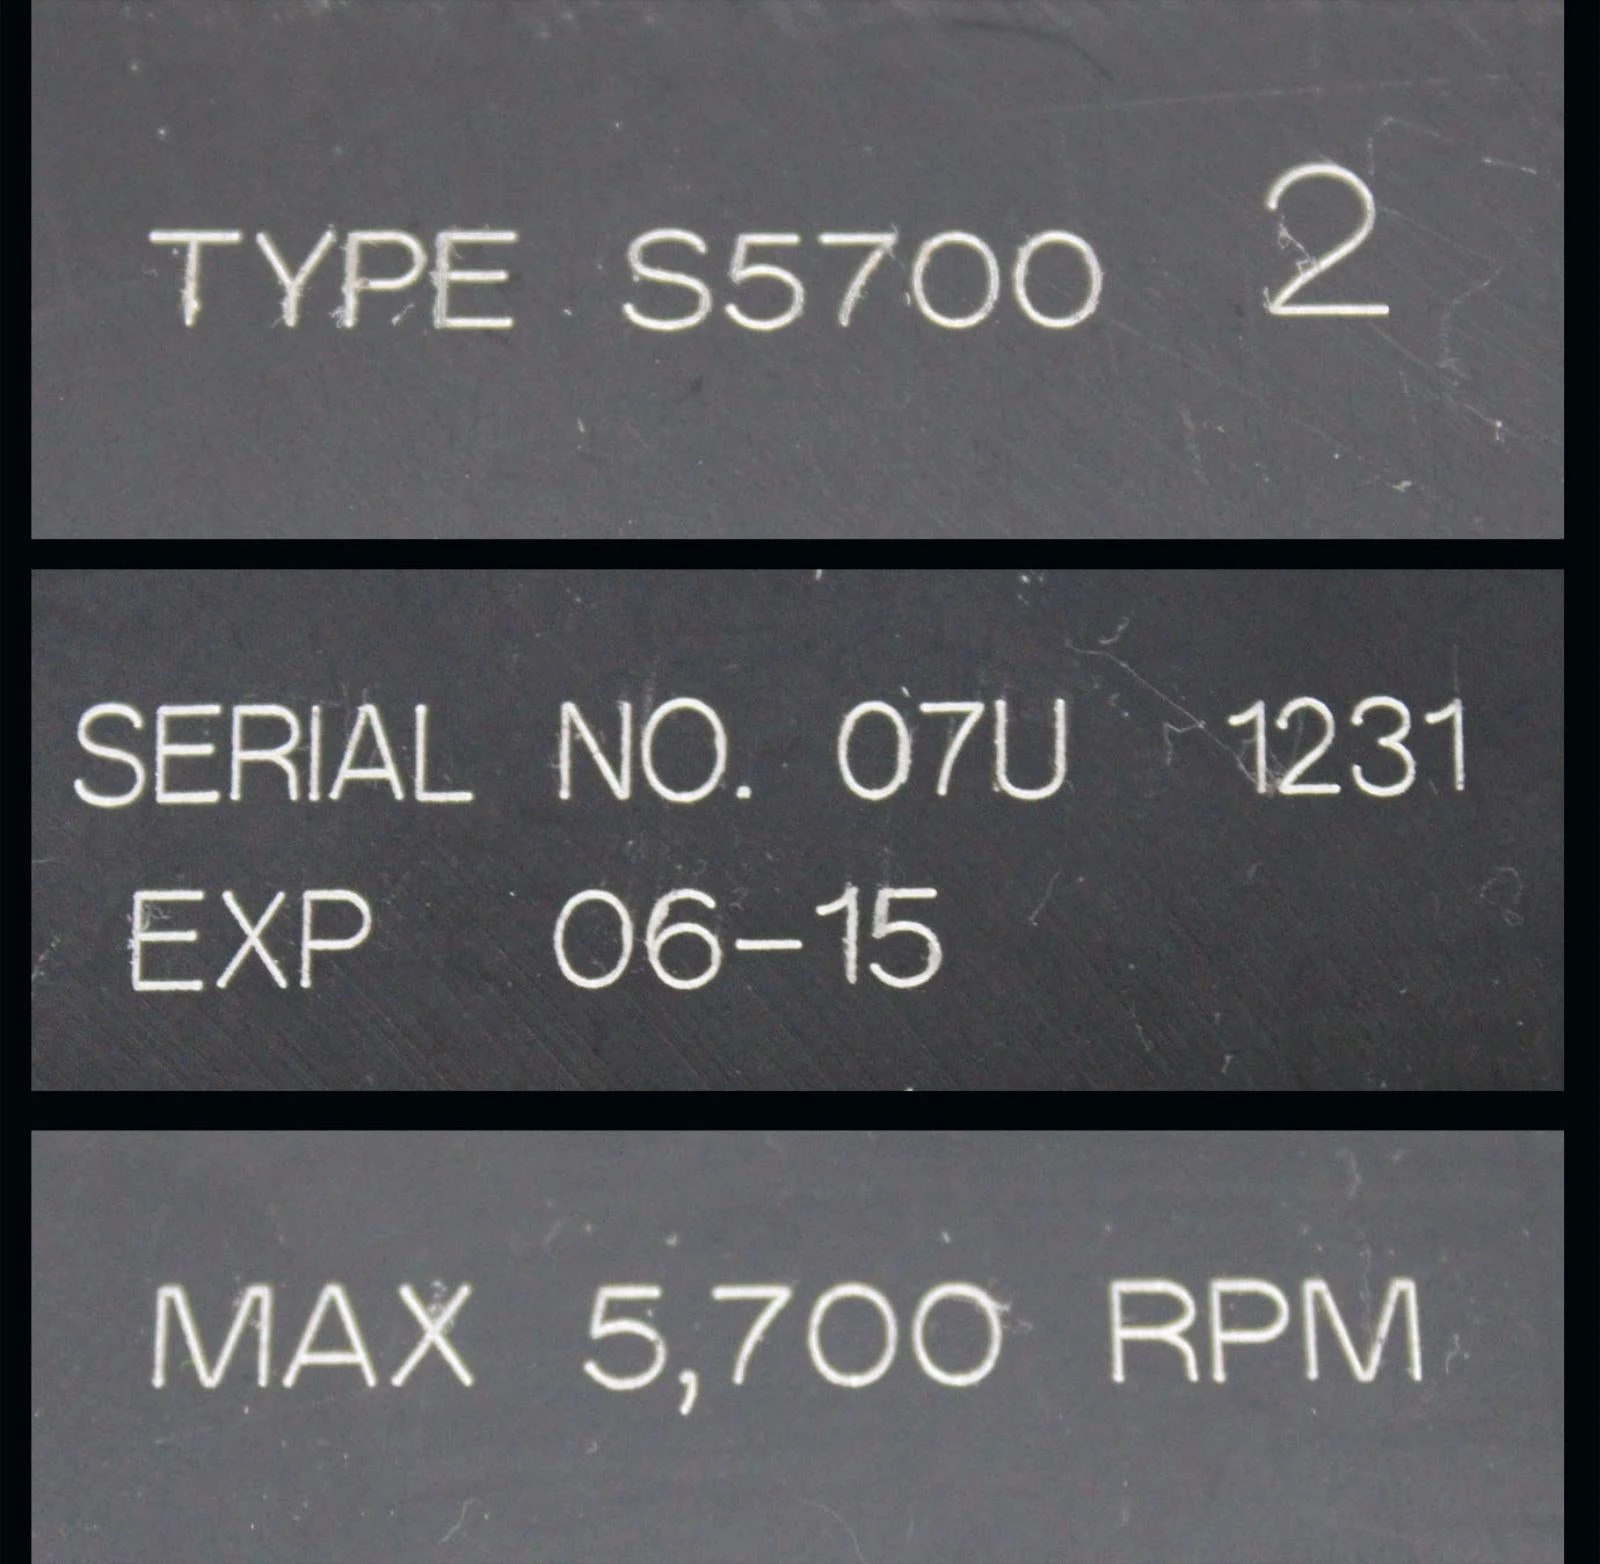 TYPE S5700 2
SERIAL NO. 07U 1231
EXP 06-15
MAX 5,700 RPM